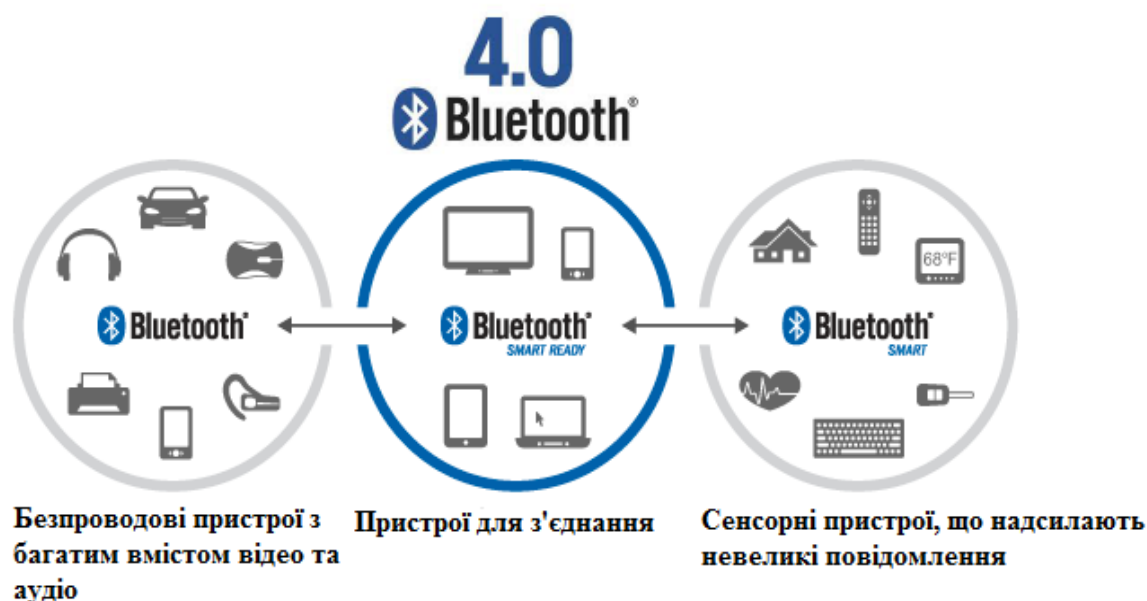 4.0
Bluetooth®
68°F
Bluetooth®
Bluetooth®
SMART READY
Bluetooth®
SMART
Безпроводові пристрої з
багатим вмістом відео та
аудіо
Пристрої для з'єднання
Сенсорні пристрої, що надсилають
невеликі повідомлення